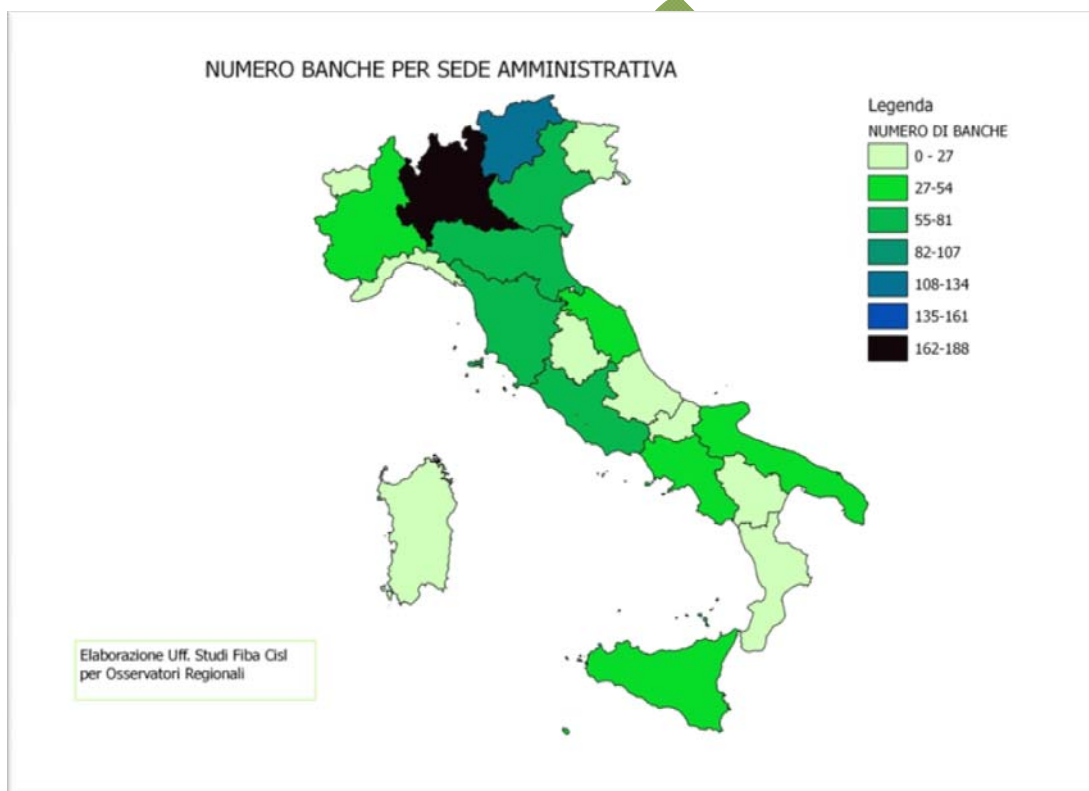 NUMERO BANCHE PER SEDE AMMINISTRATIVA
Legenda
NUMERO DI BANCHE
0 - 27
27-54
55-81
82-107
108-134
135-161
162-188
Elaborazione Uff. Studi Fiba Cisl
per Osservatori Regionali